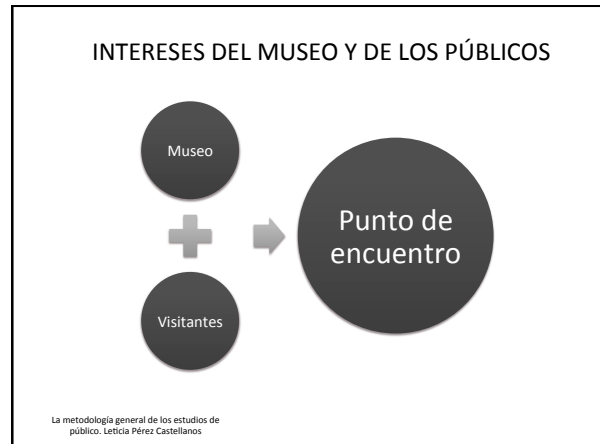 INTERESES DEL MUSEO Y DE LOS PÚBLICOS
Museo
Visitantes
Punto de
encuentro
La metodología general de los estudios de
público. Leticia Pérez Castellanos